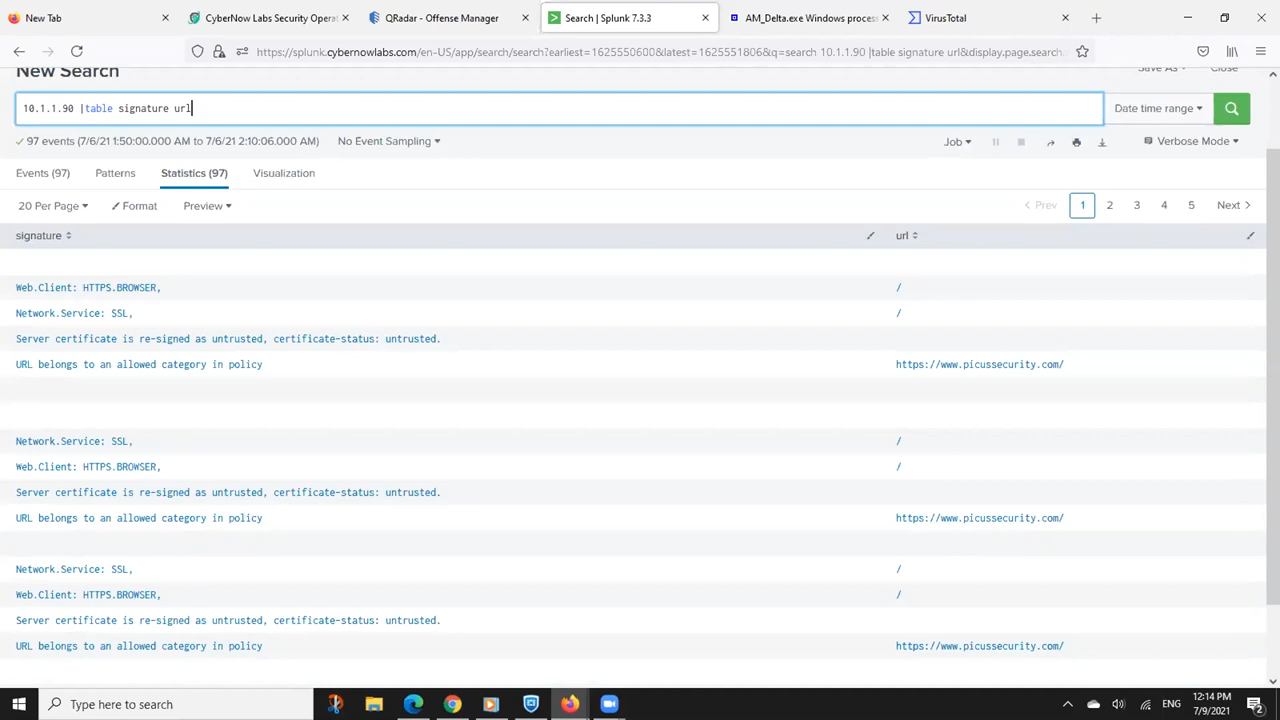 New Tab
CyberNow Labs Security Operat
QRadar - Offense Manager
Search | Splunk 7.3.3
AM_Delta.exe Windows process
VirusTotal
https://splunk.cybernowlabs.com/en-US/app/search/search?earliest=1625550600&latest=1625551806&q=search 10.1.1.90 |table signature url&display.page.search
New Search
Save As
Close
10.1.1.90 |table signature url
Date time range
97 events (7/6/21 1:50:00.000 AM to 7/6/21 2:10:06.000 AM)
No Event Sampling
Job
Verbose Mode
Events (97)
Patterns
Statistics (97)
Visualization
20 Per Page
Format
Preview
Prev
1
2
3
4
5
Next
signature
url
Web.Client: HTTPS.BROWSER,
/
Network.Service: SSL,
/
Server certificate is re-signed as untrusted, certificate-status: untrusted.
URL belongs to an allowed category in policy
https://www.picussecurity.com/
Network.Service: SSL,
/
Web.Client: HTTPS.BROWSER,
/
Server certificate is re-signed as untrusted, certificate-status: untrusted.
URL belongs to an allowed category in policy
https://www.picussecurity.com/
Network.Service: SSL,
/
Web.Client: HTTPS.BROWSER,
/
Server certificate is re-signed as untrusted, certificate-status: untrusted.
URL belongs to an allowed category in policy
https://www.picussecurity.com/
Type here to search
ENG
12:14 PM
7/9/2021
2